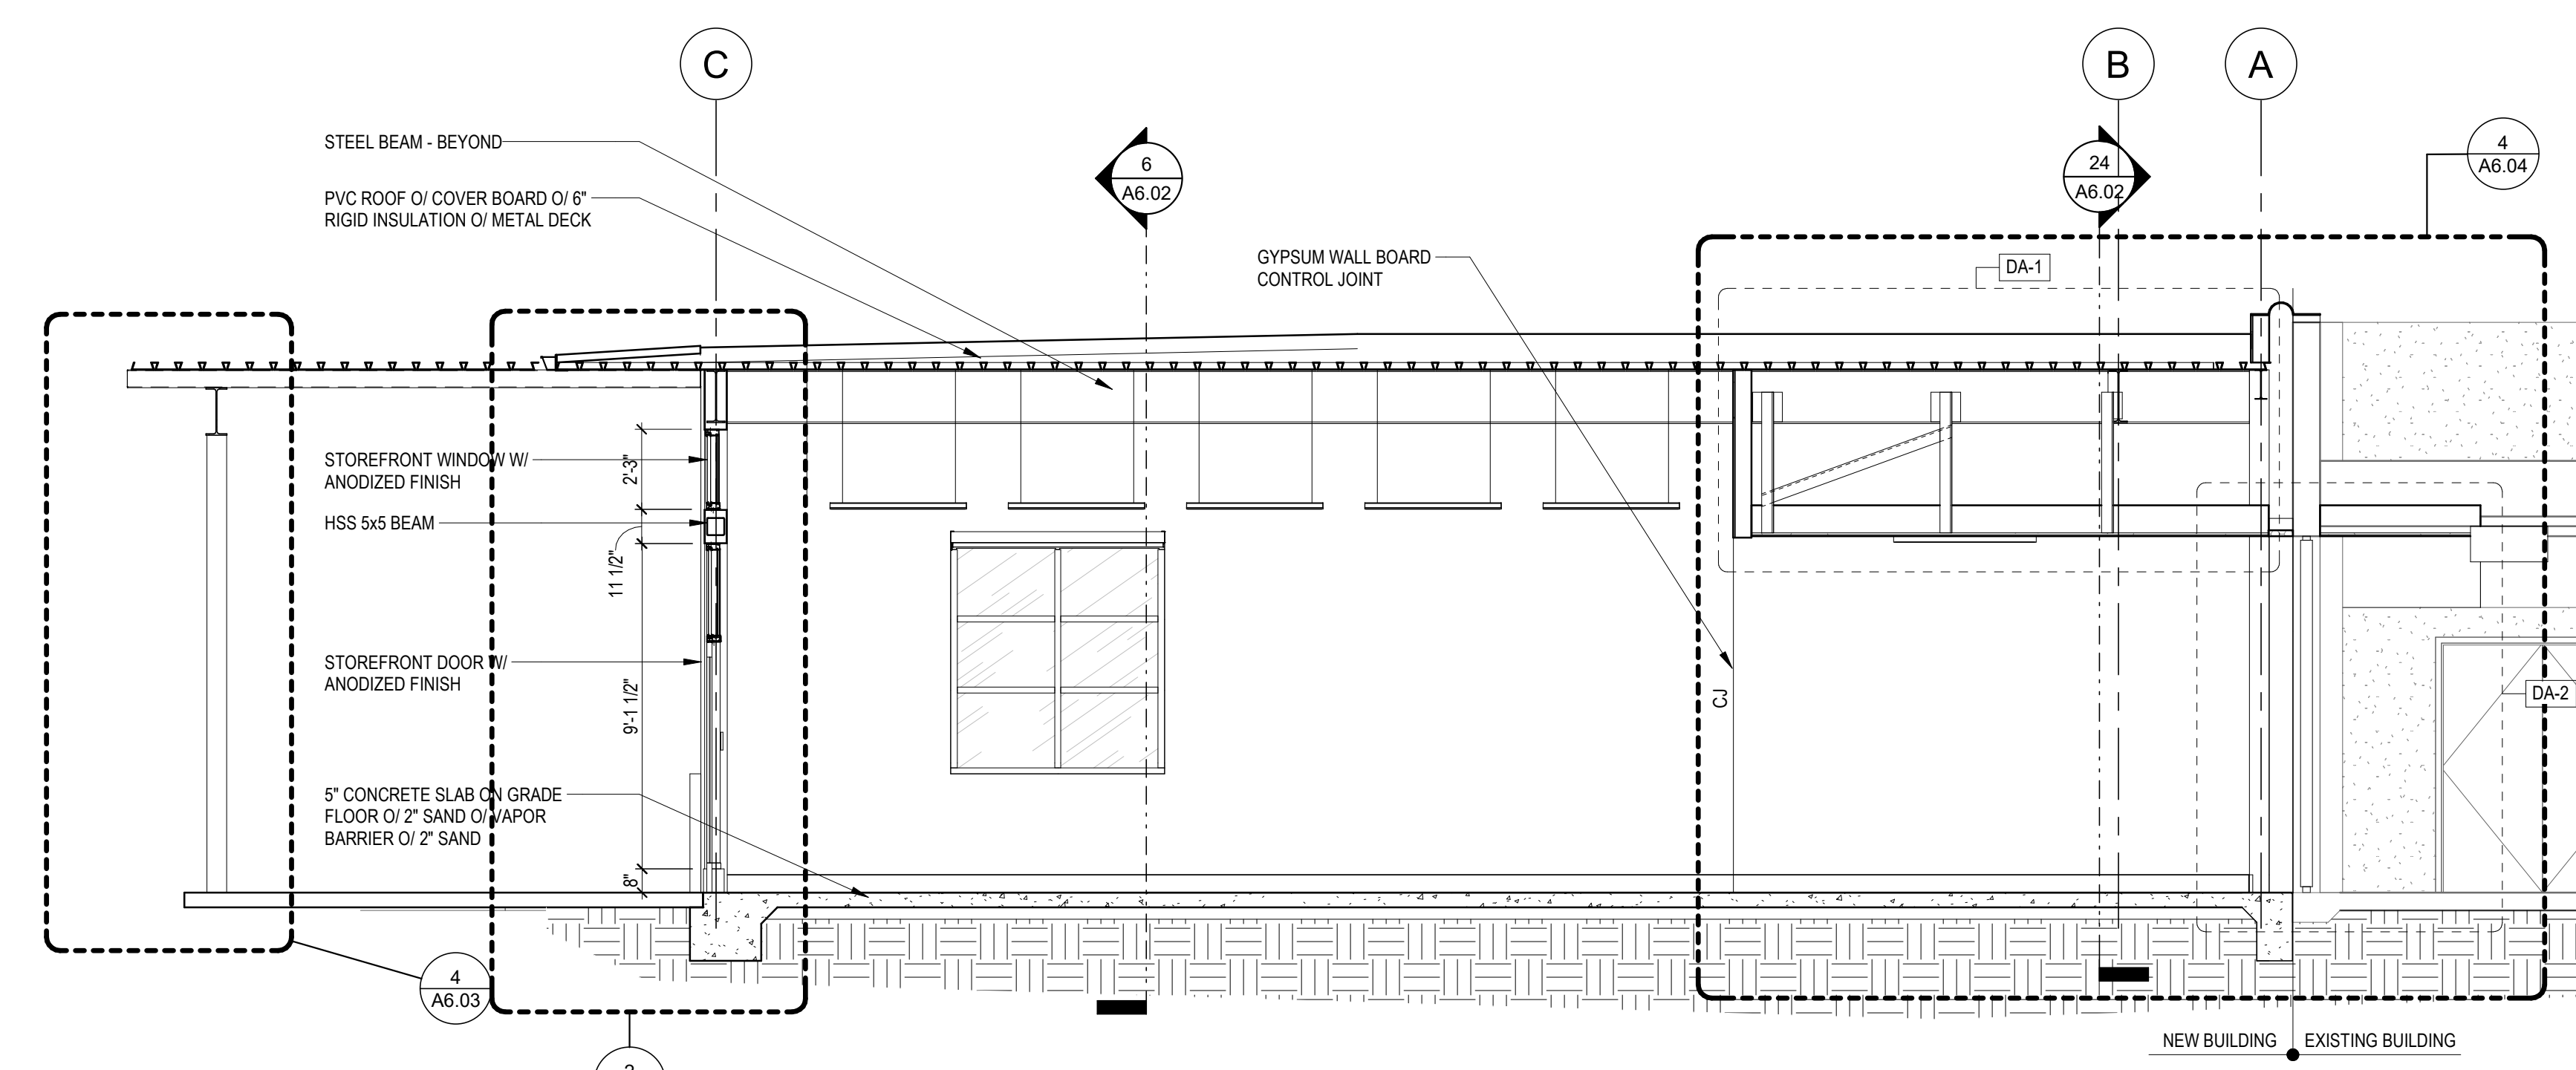 C
B
A
STEEL BEAM - BEYOND
PVC ROOF O/ COVER BOARD O/ 6"
RIGID INSULATION O/ METAL DECK
6
A6.02
24
A6.02
4
A6.04
GYPSUM WALL BOARD
CONTROL JOINT
DA-1
STOREFRONT WINDOW W/
ANODIZED FINISH
2'-3"
HSS 5x5 BEAM
11 1/2"
STOREFRONT DOOR W/
ANODIZED FINISH
9'-1 1/2"
CJ
DA-2
5" CONCRETE SLAB ON GRADE
FLOOR O/ 2" SAND O/ VAPOR
BARRIER O/ 2" SAND
8"
4
A6.03
NEW BUILDING
EXISTING BUILDING